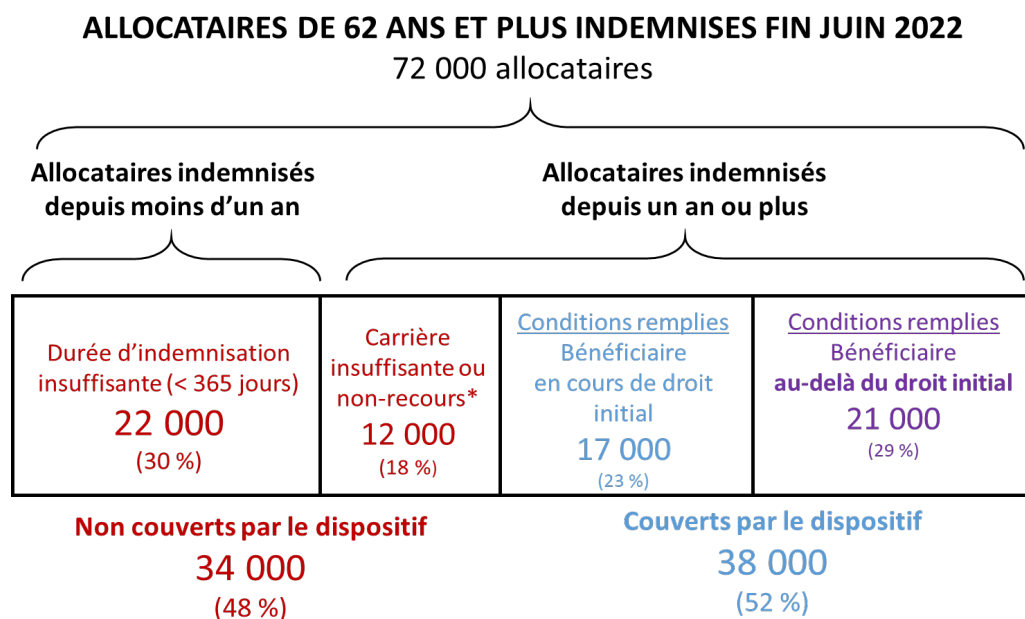 ALLOCATAIRES DE 62 ANS ET PLUS INDEMNISES FIN JUIN 2022
72 000 allocataires
Allocataires indemnisés
depuis moins d'un an
Allocataires indemnisés
depuis un an ou plus
Durée d'indemnisation
insuffisante (< 365 jours)
22 000
(30 %)
Carrière
insuffisante ou
non-recours*
12 000
(18 %)
Conditions remplies
Bénéficiaire
en cours de droit
initial
17 000
(23 %)
Conditions remplies
Bénéficiaire
au-delà du droit initial
21 000
(29 %)
Non couverts par le dispositif
34 000
(48 %)
Couverts par le dispositif
38 000
(52 %)